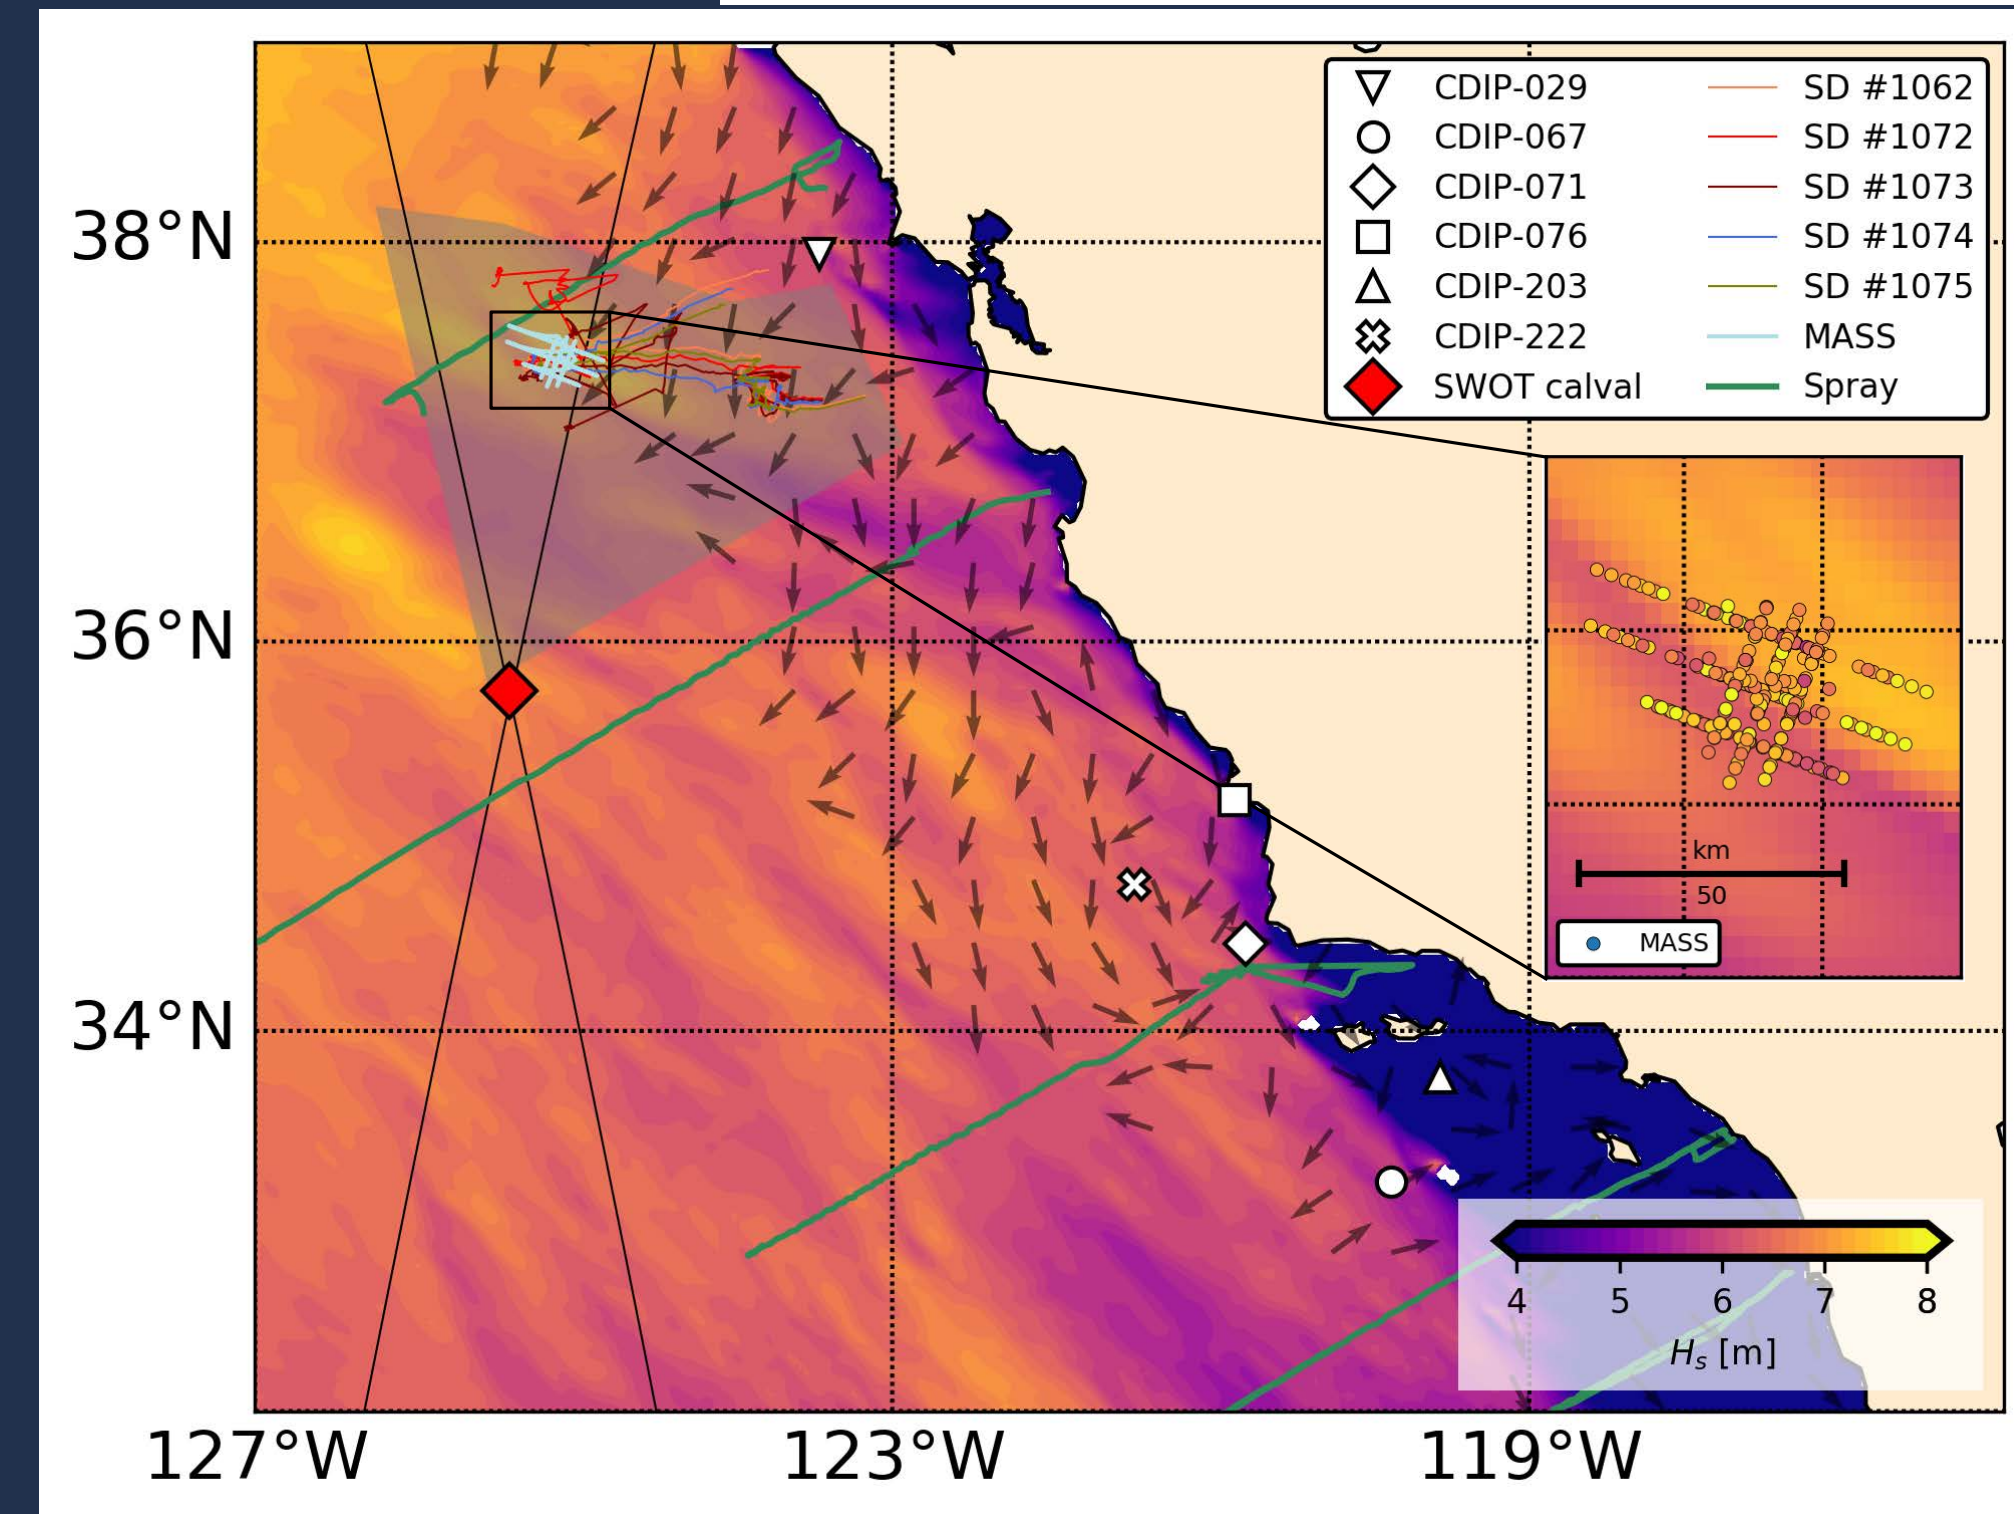 CDIP-029 SD #1062
CDIP-067 SD #1072
CDIP-071 SD #1073
CDIP-076 SD #1074
CDIP-203 SD #1075
CDIP-222 MASS
SWOT calval Spray
38°N
36°N
34°N
km
50
MASS
4 5 6 7 8
Hs [m]
127°W 123°W 119°W